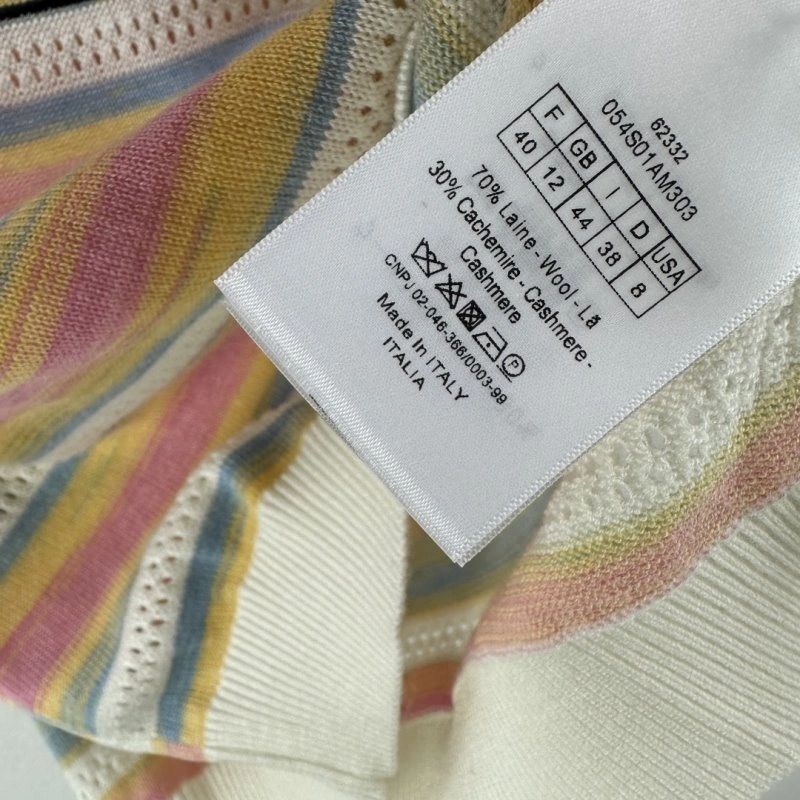 62332
054S01AM303
F GB I D USA
40 12 44 38 8
70% Laine - Wool - Lã
30% Cachemire - Cashmere -
Cashmere
P
CNPJ 02-046-366/0003-99
Made In ITALY
ITALIA